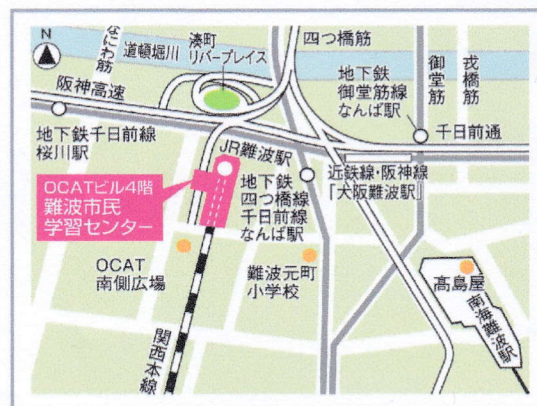 N
なにわ筋
道頓堀川
湊町
リバープレイス
四つ橋筋
御堂筋
戎橋筋
阪神高速
地下鉄
御堂筋線
なんば駅
千日前通
地下鉄千日前線
桜川駅
JR難波駅
近鉄線・阪神線
「大阪難波駅」
OCATビル4階
難波市民
学習センター
地下鉄
四つ橋線
千日前線
なんば駅
OCAT
南側広場
難波元町
小学校
髙島屋
南海難波駅
関西本線